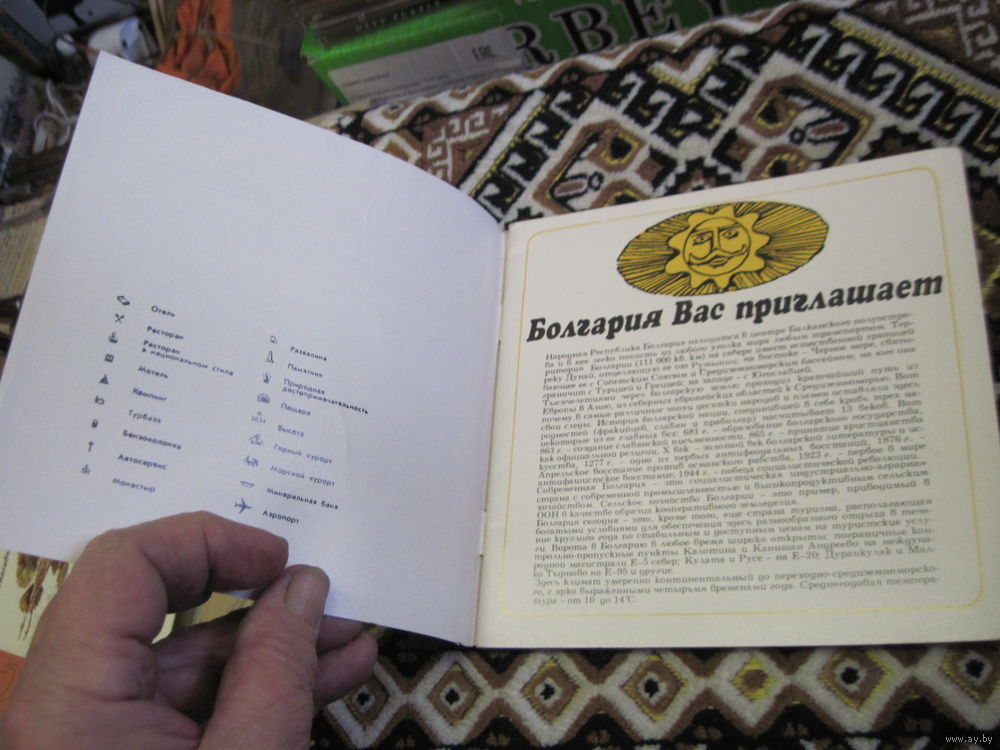 RBEY
EAC
Отель
Ресторан
Ресторан
в национальном стиле
Мотель
Кемпинг
Турбаза
Бензоколонка
Автосервис
Монастыр
Развалина
Памятник
Природная
достопримечательность
Пещера
2634
Высота
Горный курорт
Морской курорт
Минеральная баня
Аэропорт
Болгария Вас приглашает
Народная Республика Болгария находится в центре Балканского полуостро-
ва и в нее легко попасть из любого уголка мира любым транспортом. Тер-
ритория Болгарии (111 000 кв. км) на севере имеет естественной границей
реку Дунай, отделяющую ее от Румынии, на востоке - Черное море, связы-
вающее ее с Советским Союзом и Средиземноморским бассейном; на юге она
граничит с Турцией и Грецией; на западе - с Югославией.
Тысячелетиями через болгарскую землю проходил кратчайший путь из
Европы в Азию, из северных европейских областей к Средиземноморью. Вот
почему в самые различные эпохи десятки народов и племен оставляли здесь
свои следы. История болгарской нации, соединившей в себе кровь трех на-
родностей (фракийцев, славян и праболгар) насчитывает 13 веков. Вот
некоторые из ее главных вех: 681 г. - образование болгарского государства,
863 г. - создание славянской письменности, 865 г. - принятие христианства
как официальной религии, X век - золотой век болгарской литературы и ис-
кусства, 1277 г. - одно из первых антифеодальных восстаний, 1876 г. -
Апрельское восстание против османского рабства, 1923 г. - первое в мире
антифашистское восстание, 1944 г. - победа социалистической революции.
Современная Болгария - это социалистическая индустриально-аграрная
страна с современной промышленностью и высокопродуктивным сельским
хозяйством. Сельское хозяйство Болгарии - это пример, приводимый в
ООН в качестве образца кооперативного земледелия.
Болгария сегодня - это, кроме того, еще страна туризма, располагающая
богатыми условиями для обеспечения здесь разнообразного отдыха в тече-
ние круглого года по стабильным и доступным ценам на туристские услу-
ги. Ворота в Болгарию в любое время широко открыты: пограничные кон-
трольно-пропускные пункты Калотина и Капитан Андреево на междуна-
родной магистрали Е-5 север; Кулата и Русе - на Е-20; Дуранкулак и Мал-
ко Тырново на Е-95 и другие.
Здесь климат умеренно континентальный до переходно-средиземноморско-
го, с ярко выраженными четырьмя временами года. Среднегодовая темпера-
тура - от 10 до 14°С.
www.ay.by